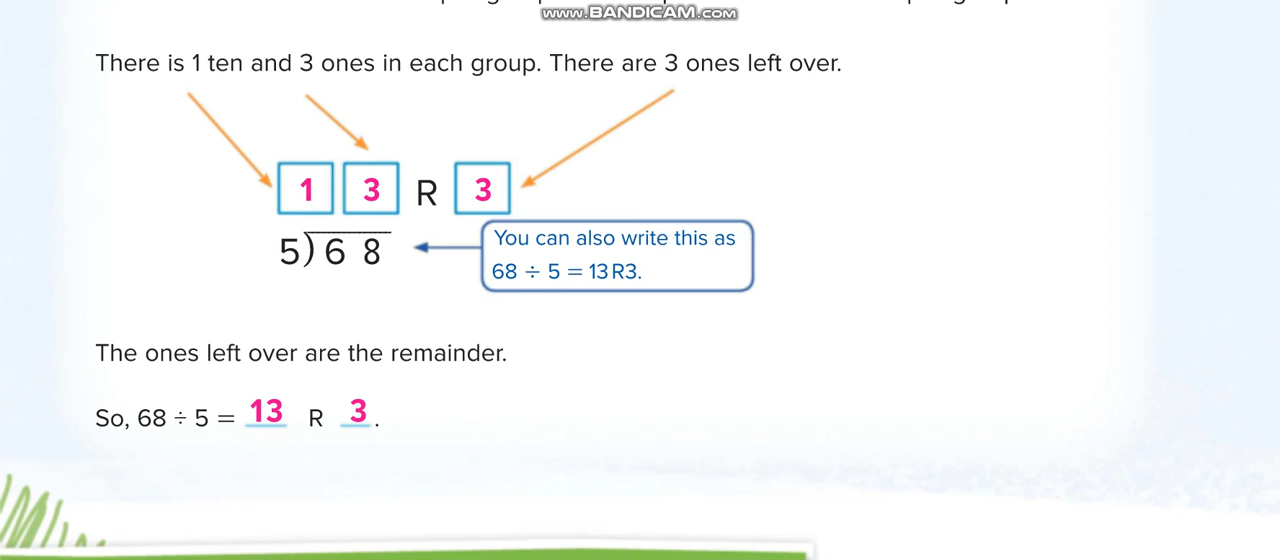 www.BANDICAM.com
There is 1 ten and 3 ones in each group. There are 3 ones left over.
1 3 R 3
5)6 8
You can also write this as
68 ÷ 5 = 13 R3.
The ones left over are the remainder.
So, 68 ÷ 5 = 13 R 3.